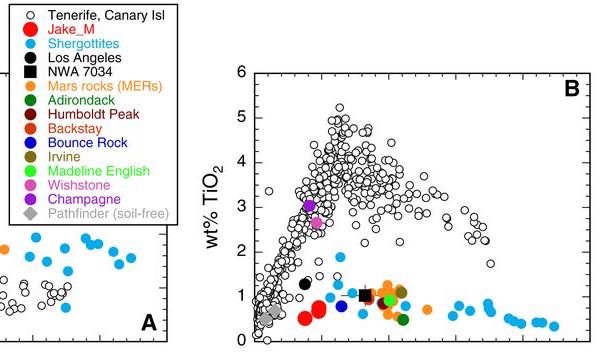 Tenerife, Canary Isl
Jake_M
Shergottites
Los Angeles
NWA 7034
Mars rocks (MERs)
Adirondack
Humboldt Peak
Backstay
Bounce Rock
Irvine
Madeline English
Wishstone
Champagne
Pathfinder (soil-free)
A
B
wt% TiO2
6
5
4
3
2
1
0